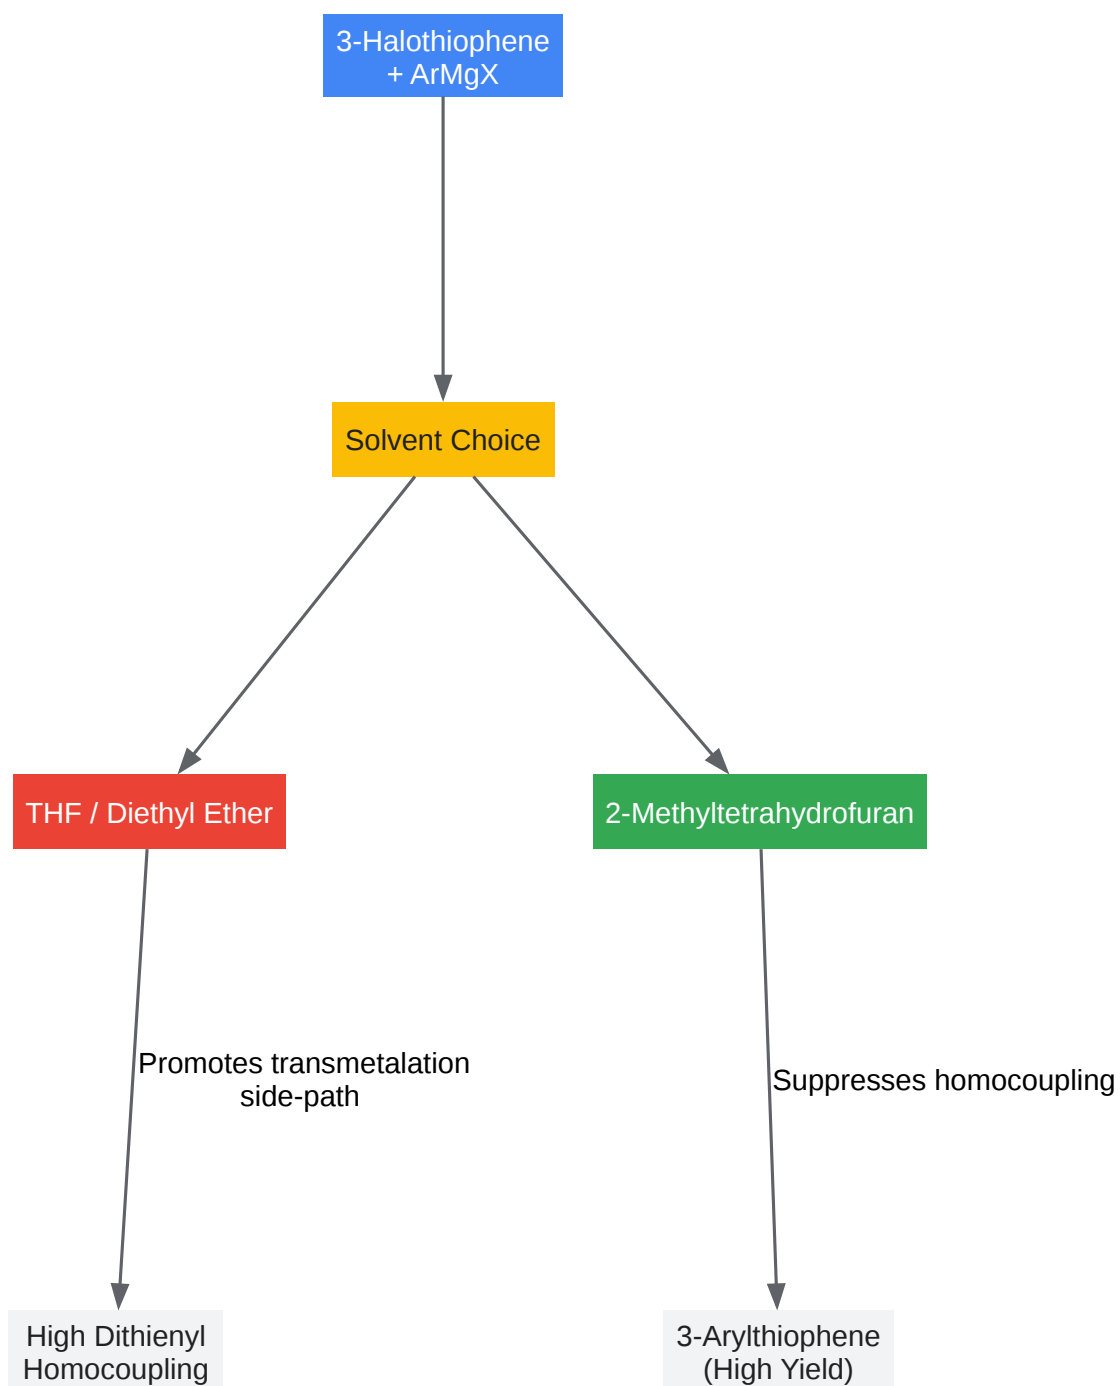 3-Halothiophene
+ ArMgX
Solvent Choice
THF / Diethyl Ether
2-Methyltetrahydrofuran
Promotes transmetalation
side-path
Suppresses homocoupling
High Dithienyl
Homocoupling
3-Arylthiophene
(High Yield)